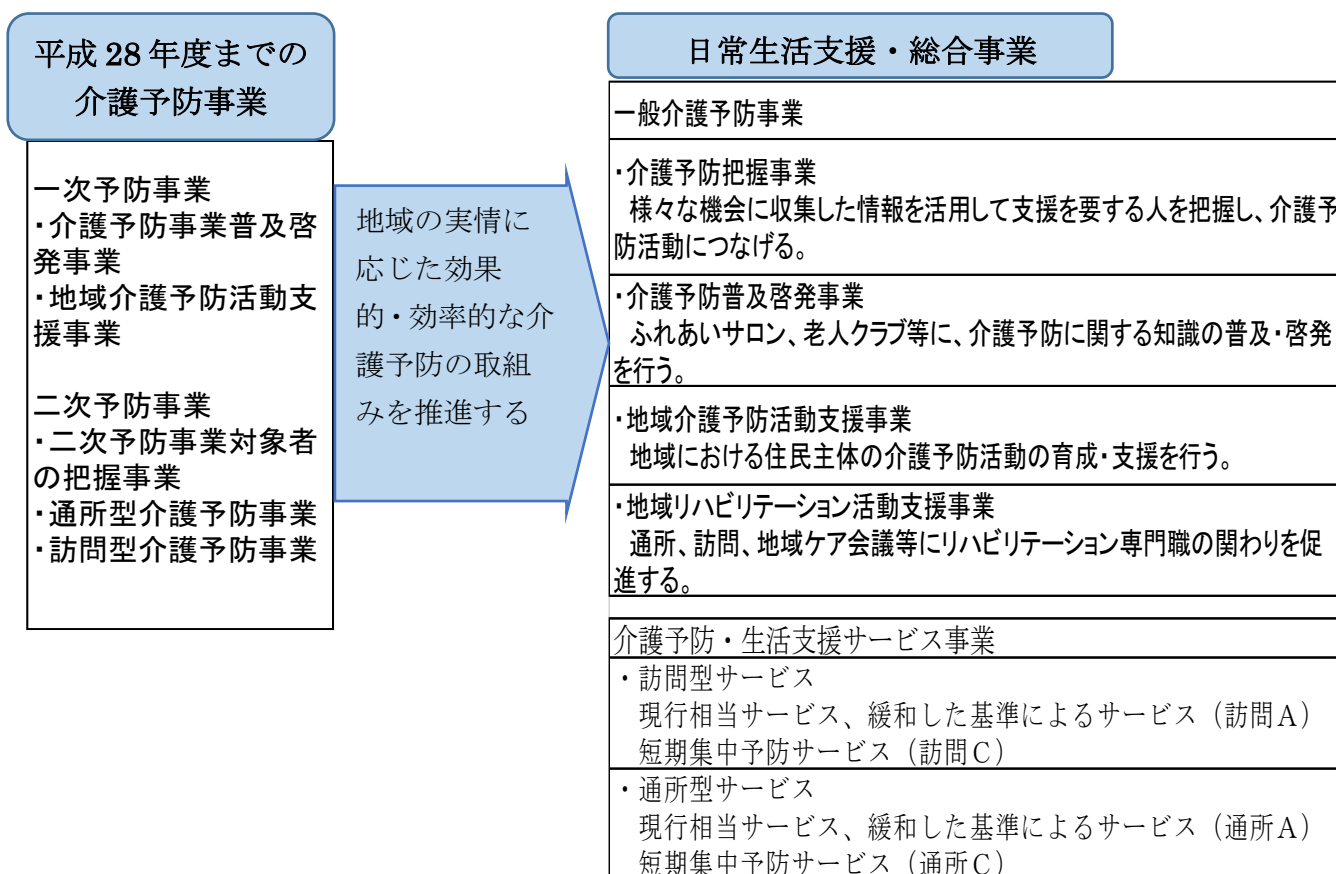 平成 28 年度までの
介護予防事業
一次予防事業
・介護予防事業普及啓
発事業
・地域介護予防活動支
援事業
二次予防事業
・二次予防事業対象者
の把握事業
・通所型介護予防事業
・訪問型介護予防事業
地域の実情に
応じた効果
的・効率的な介
護予防の取組
みを推進する
日常生活支援・総合事業
一般介護予防事業
・介護予防把握事業
様々な機会に収集した情報を活用して支援を要する人を把握し、介護予
防活動につなげる。
・介護予防普及啓発事業
ふれあいサロン、老人クラブ等に、介護予防に関する知識の普及・啓発
を行う。
・地域介護予防活動支援事業
地域における住民主体の介護予防活動の育成・支援を行う。
・地域リハビリテーション活動支援事業
通所、訪問、地域ケア会議等にリハビリテーション専門職の関わりを促
進する。
介護予防・生活支援サービス事業
・訪問型サービス
現行相当サービス、緩和した基準によるサービス（訪問Ａ）
短期集中予防サービス（訪問Ｃ）
・通所型サービス
現行相当サービス、緩和した基準によるサービス（通所Ａ）
短期集中予防サービス（通所Ｃ）